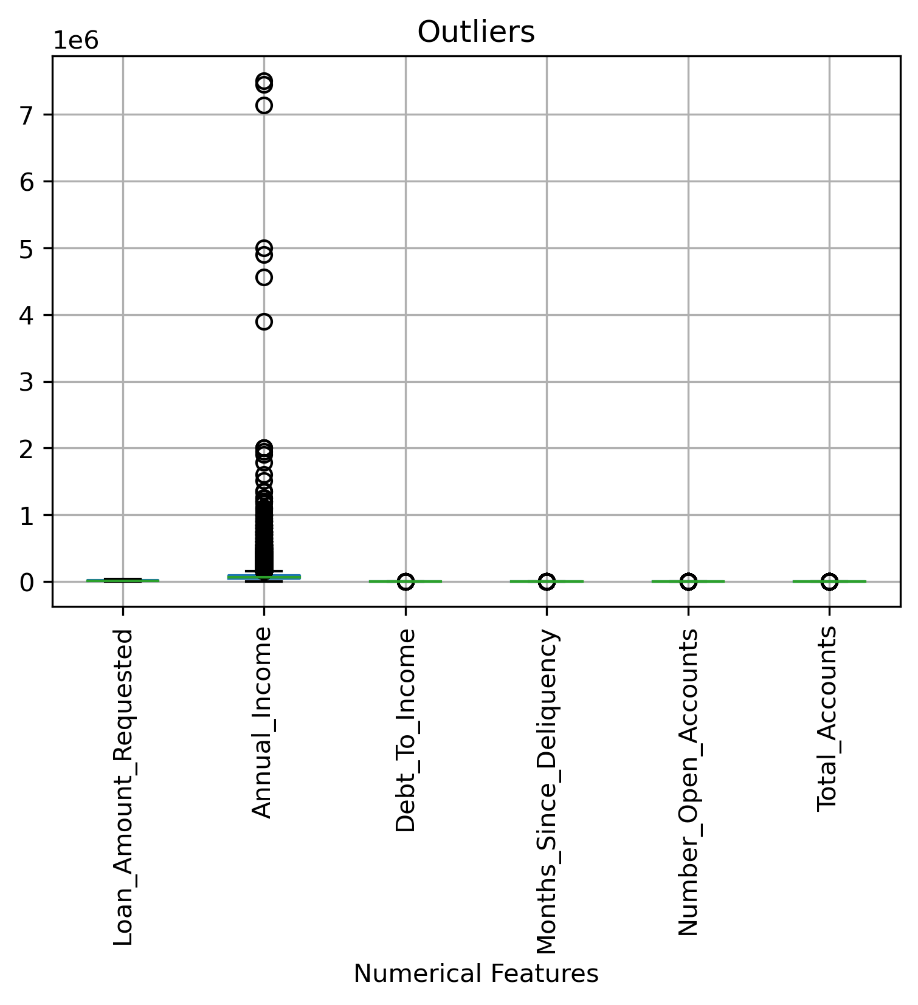 Outliers
1e6
7
6
5
4
3
2
1
0
Loan_Amount_Requested
Annual_Income
Debt_To_Income
Months_Since_Deliquency
Number_Open_Accounts
Total_Accounts
Numerical Features